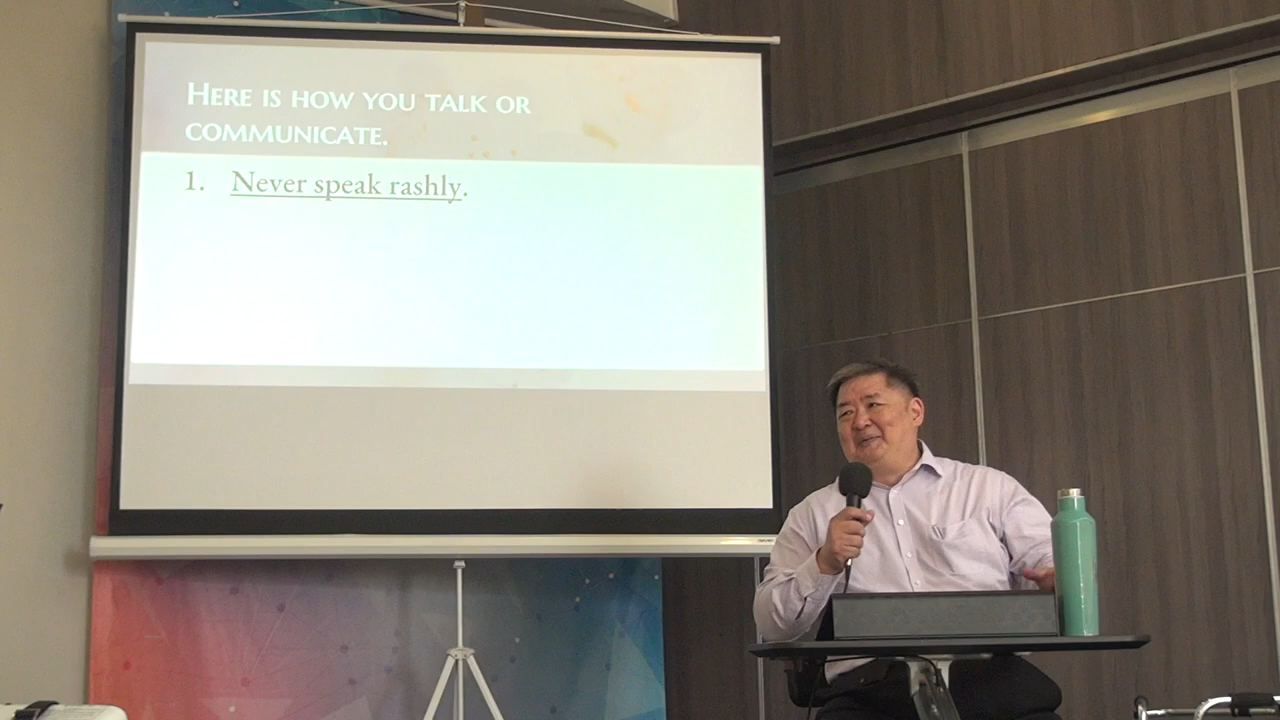 HERE IS HOW YOU TALK OR
COMMUNICATE.
1. Never speak rashly.